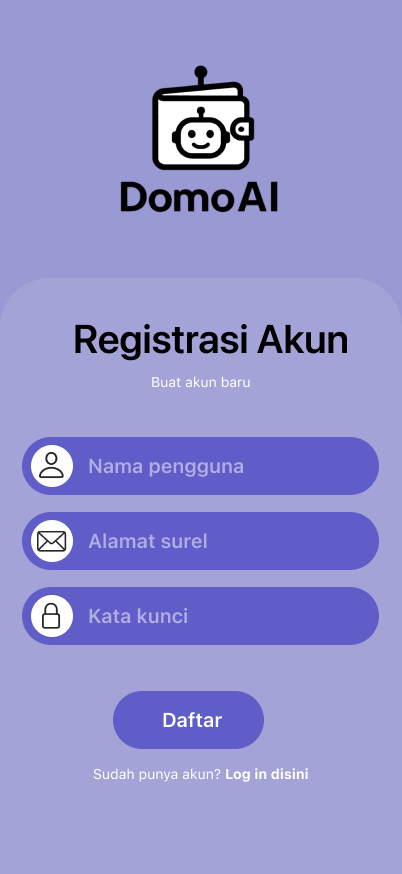 DomoAI
Registrasi Akun
Buat akun baru
Nama pengguna
Alamat surel
Kata kunci
Daftar
Sudah punya akun? Log in disini